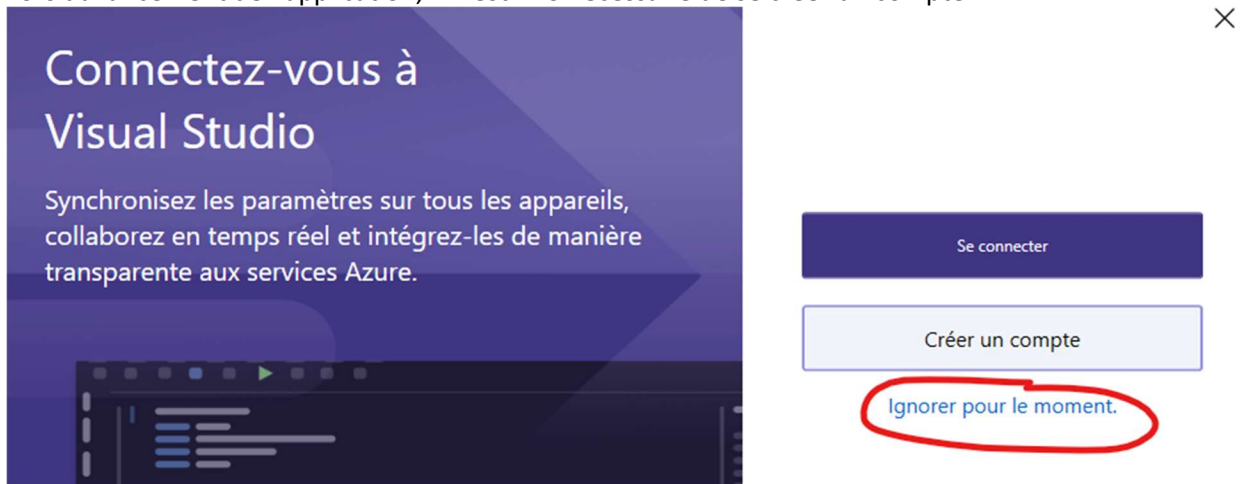 Connectez-vous à
Visual Studio
Synchronisez les paramètres sur tous les appareils,
collaborez en temps réel et intégrez-les de manière
transparente aux services Azure.
Se connecter
Créer un compte
Ignorer pour le moment.